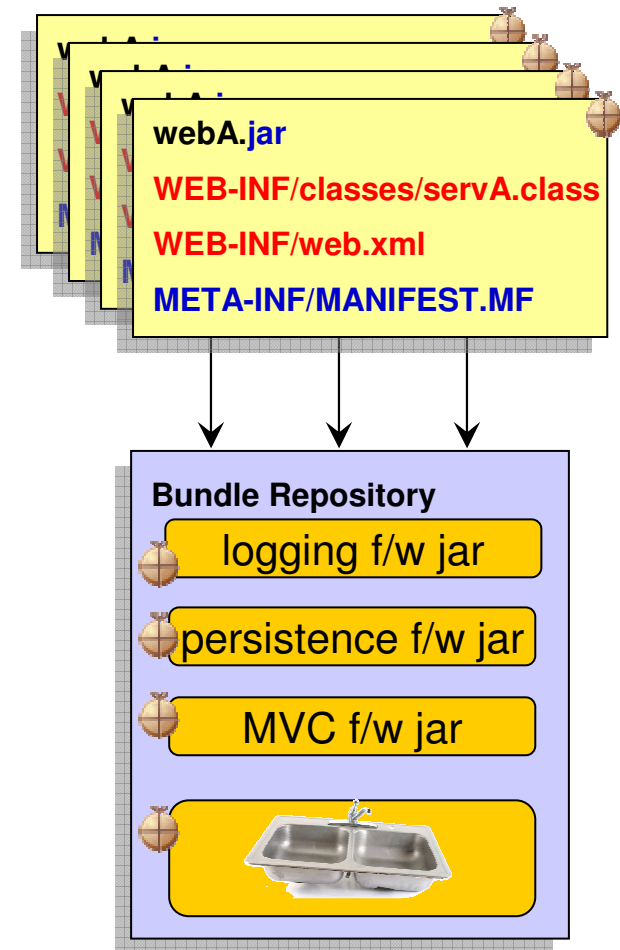 webA.jar
WEB-INF/classes/servA.class
WEB-INF/web.xml
META-INF/MANIFEST.MF
Bundle Repository
logging f/w jar
persistence f/w jar
MVC f/w jar